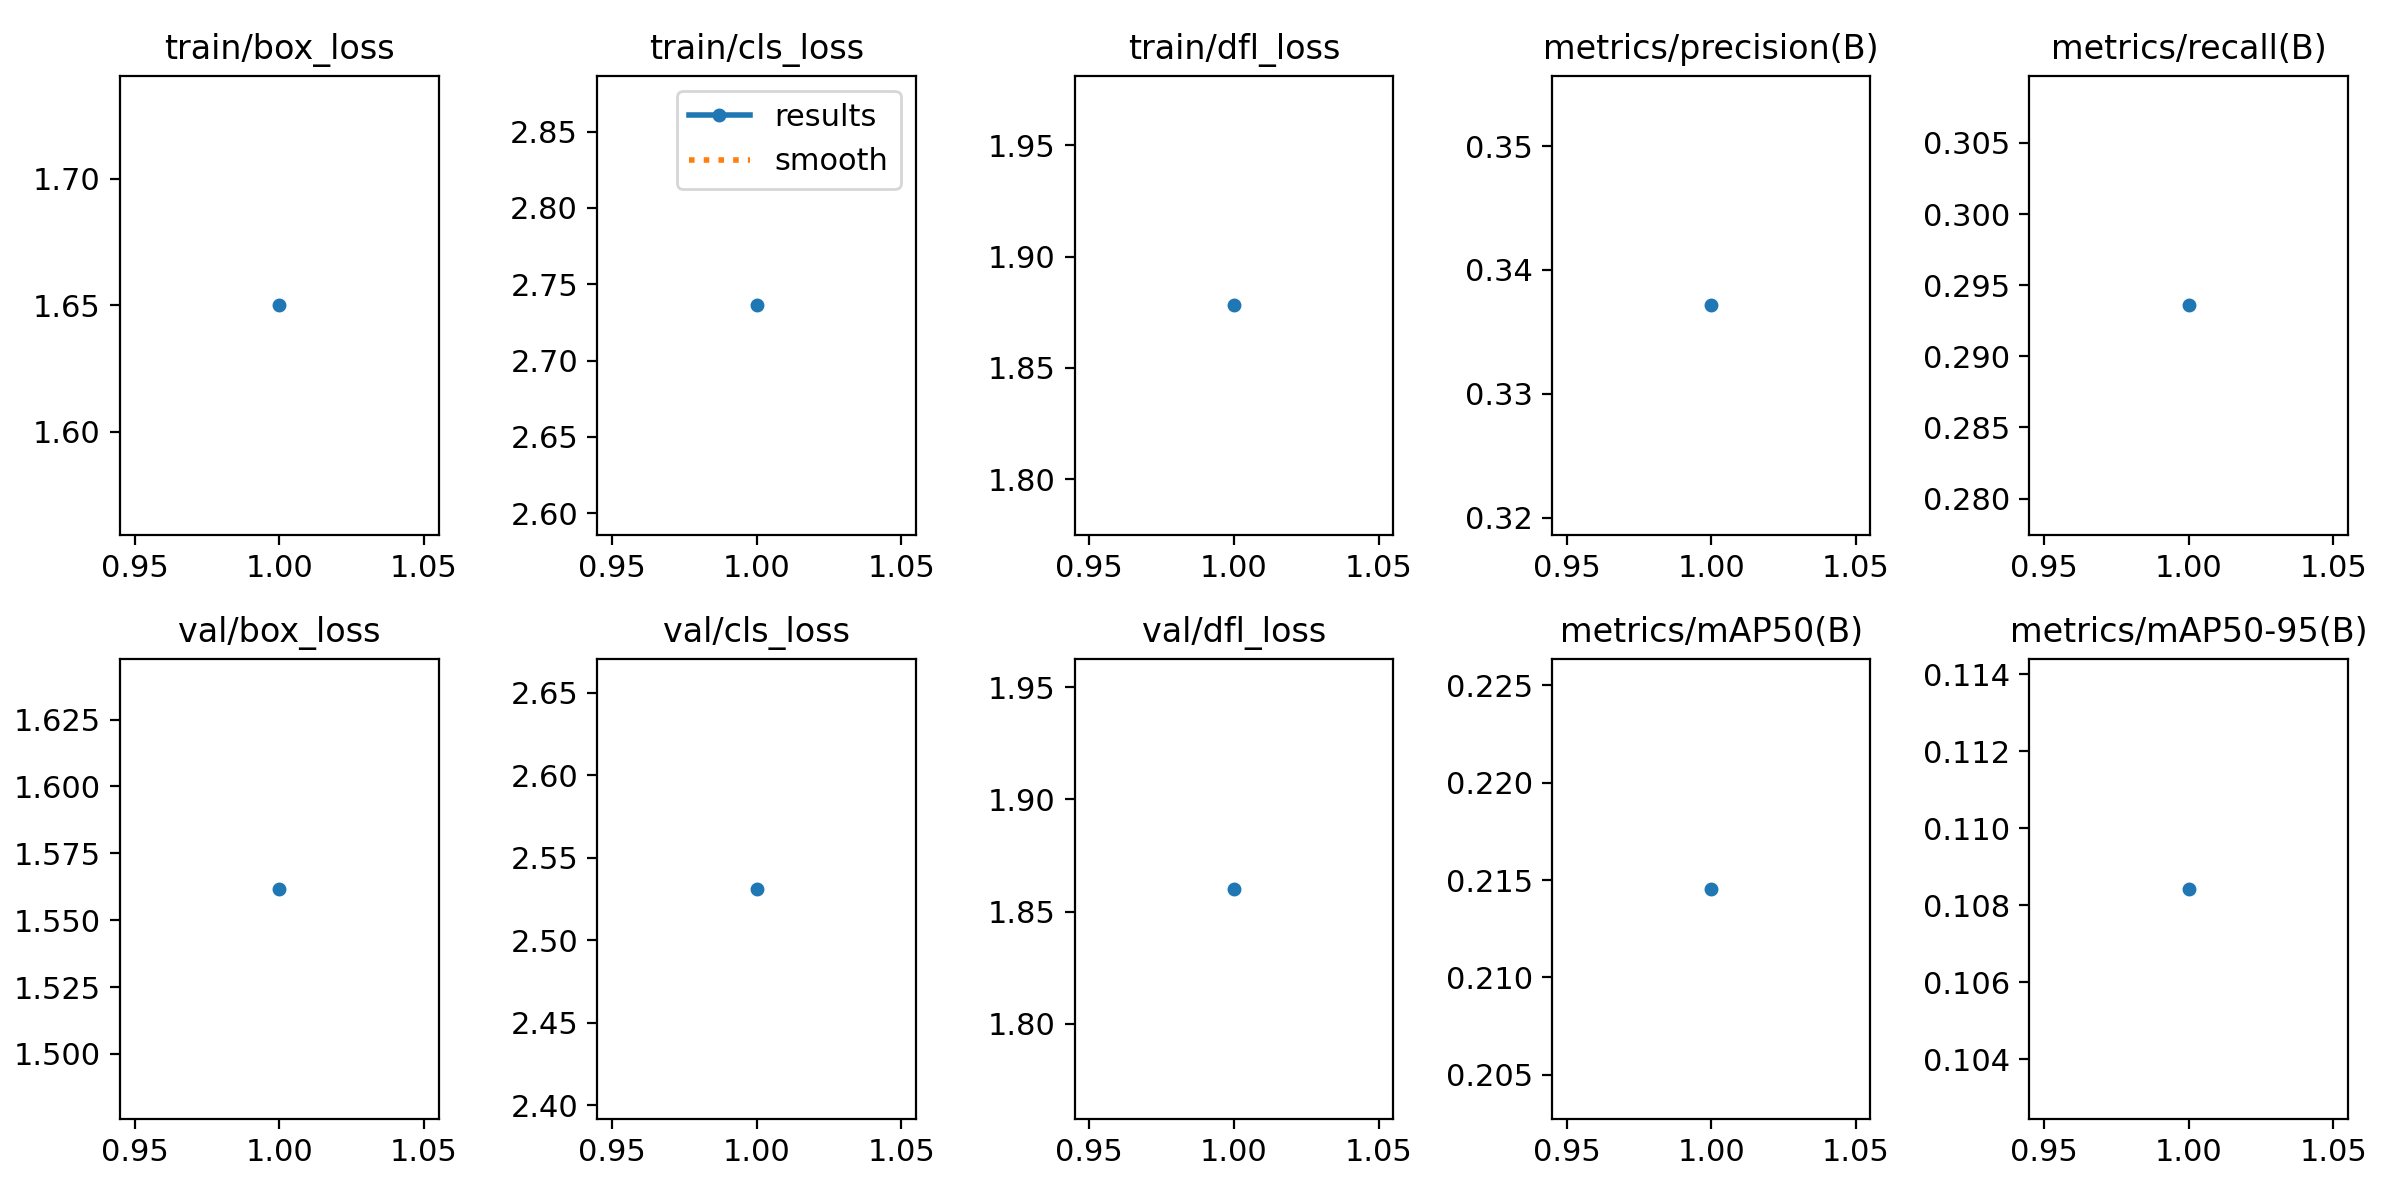 train/box_loss
1.70
1.65
1.60
0.95 1.00 1.05
train/cls_loss
results
smooth
2.85
2.80
2.75
2.70
2.65
2.60
0.95 1.00 1.05
train/dfl_loss
1.95
1.90
1.85
1.80
0.95 1.00 1.05
metrics/precision(B)
0.35
0.34
0.33
0.32
0.95 1.00 1.05
metrics/recall(B)
0.305
0.300
0.295
0.290
0.285
0.280
0.95 1.00 1.05
val/box_loss
1.625
1.600
1.575
1.550
1.525
1.500
0.95 1.00 1.05
val/cls_loss
2.65
2.60
2.55
2.50
2.45
2.40
0.95 1.00 1.05
val/dfl_loss
1.95
1.90
1.85
1.80
0.95 1.00 1.05
metrics/mAP50(B)
0.225
0.220
0.215
0.210
0.205
0.95 1.00 1.05
metrics/mAP50-95(B)
0.114
0.112
0.110
0.108
0.106
0.104
0.95 1.00 1.05